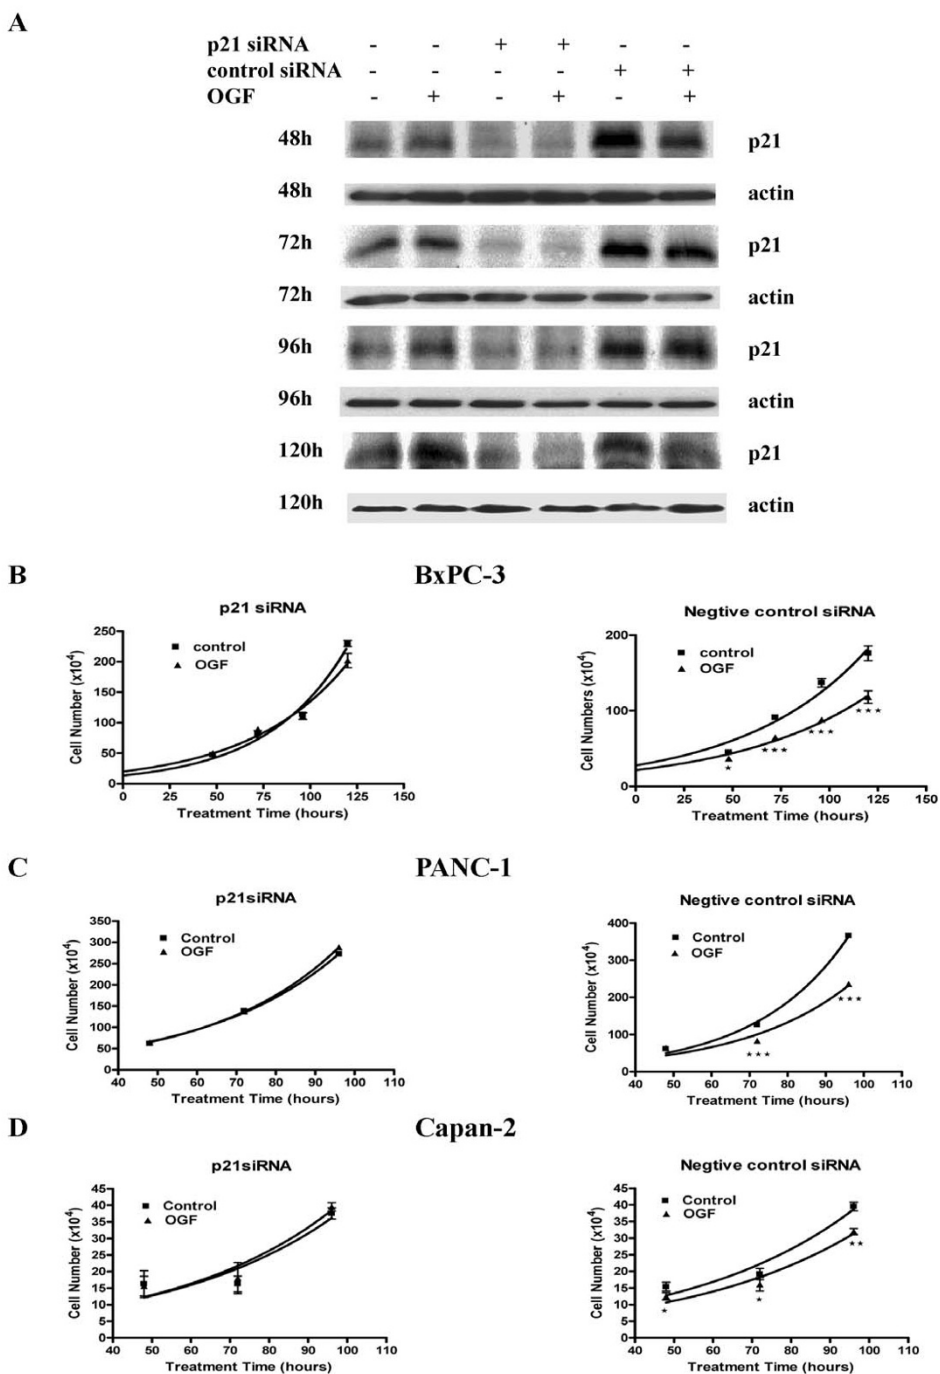 A
p21 siRNA - - + + - -
control siRNA - - - - + +
OGF - + - + - +
48h p21
48h actin
72h p21
72h actin
96h p21
96h actin
120h p21
120h actin
B BxPC-3
p21 siRNA
250
200
150
100
50
0
0 25 50 75 100 125 150
control
OGF
Cell Number (x10⁴)
Treatment Time (hours)
Negtive control siRNA
200
100
0
0 25 50 75 100 125 150
control
OGF
Cell Numbers (x10⁴)
Treatment Time (hours)
★
★★★
★★★
★★★
C PANC-1
p21siRNA
350
300
250
200
150
100
50
0
40 50 60 70 80 90 100 110
Control
OGF
Cell Number (x10⁴)
Treatment Time (hours)
Negtive control siRNA
400
300
200
100
0
40 50 60 70 80 90 100 110
Control
OGF
Cell Number (x10⁴)
Treatment Time (hours)
★★★
★★★
D Capan-2
p21siRNA
45
40
35
30
25
20
15
10
5
0
40 50 60 70 80 90 100 110
Control
OGF
Cell Number (x10⁴)
Treatment Time (hours)
Negtive control siRNA
45
40
35
30
25
20
15
10
5
0
40 50 60 70 80 90 100 110
Control
OGF
Cell Number (x10⁴)
Treatment Time (hours)
★
★
★★